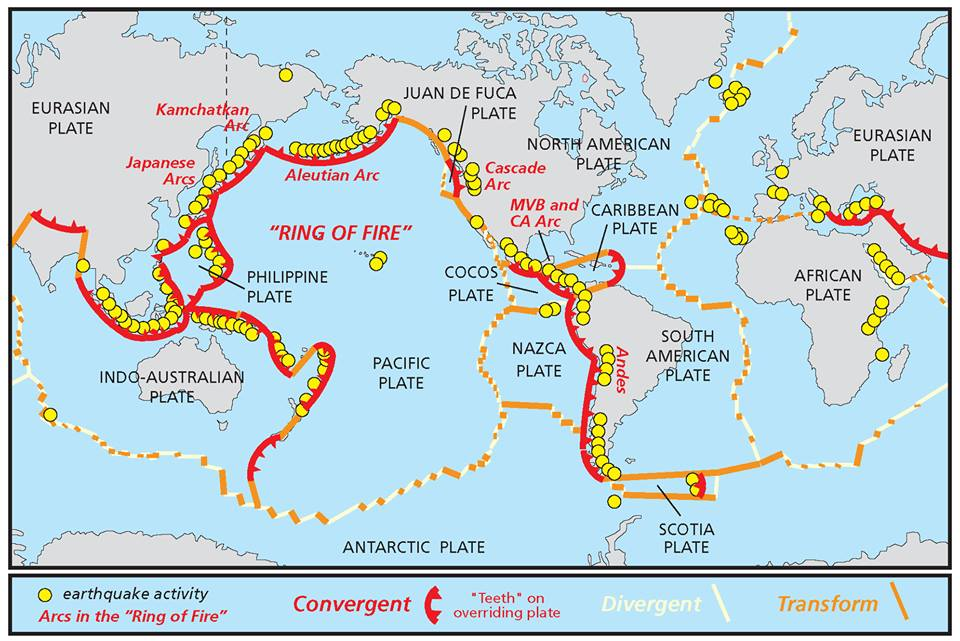 EURASIAN
PLATE
Kamchatkan
Arc
Japanese
Arcs
Aleutian Arc
JUAN DE FUCA
PLATE
NORTH AMERICAN
PLATE
EURASIAN
PLATE
Cascade
Arc
MVB and
CA Arc
CARIBBEAN
PLATE
"RING OF FIRE"
PHILIPPINE
PLATE
COCOS
PLATE
AFRICAN
PLATE
INDO-AUSTRALIAN
PLATE
PACIFIC
PLATE
NAZCA
PLATE
Andes
SOUTH
AMERICAN
PLATE
SCOTIA
PLATE
ANTARCTIC PLATE
earthquake activity
Arcs in the "Ring of Fire"
Convergent
"Teeth" on
overriding plate
Divergent
Transform